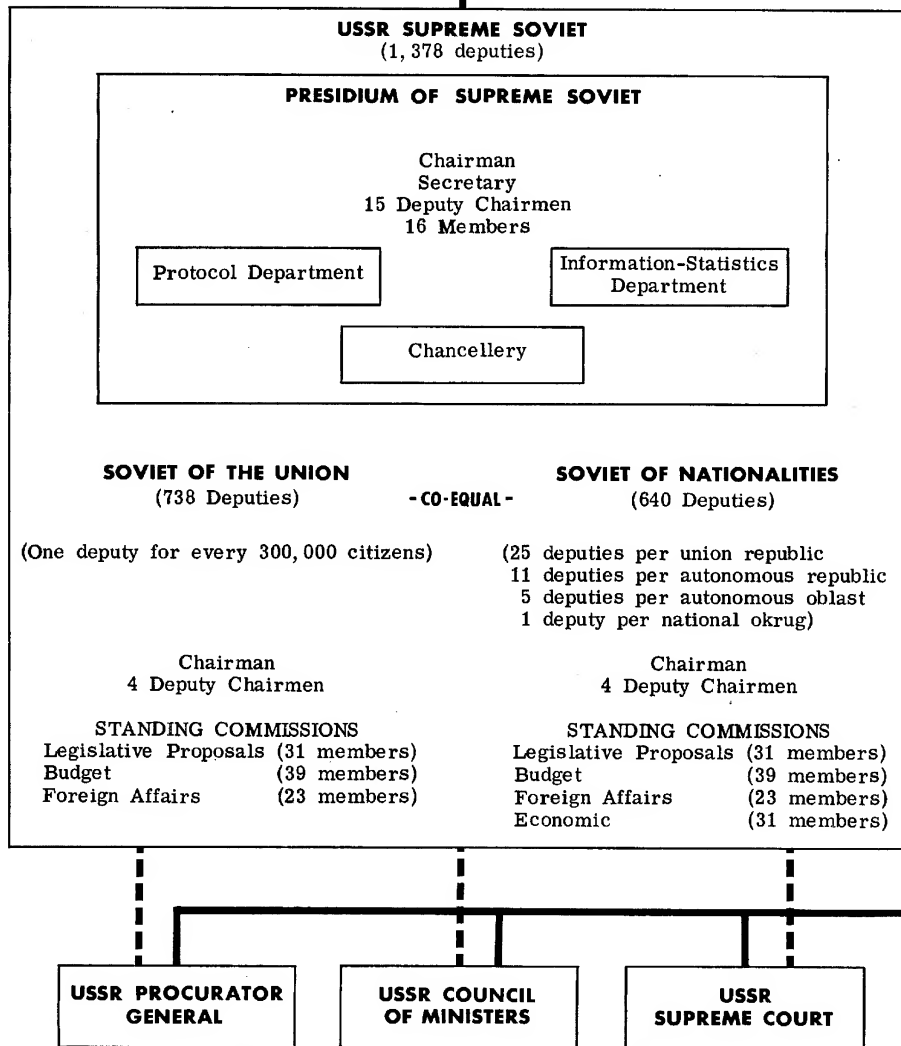 USSR SUPREME SOVIET
(1,378 deputies)
PRESIDIUM OF SUPREME SOVIET
Chairman
Secretary
15 Deputy Chairmen
16 Members
Protocol Department
Information-Statistics
Department
Chancellery
SOVIET OF THE UNION
(738 Deputies)
-CO-EQUAL-
SOVIET OF NATIONALITIES
(640 Deputies)
(One deputy for every 300,000 citizens)
(25 deputies per union republic
11 deputies per autonomous republic
5 deputies per autonomous oblast
1 deputy per national okrug)
Chairman
4 Deputy Chairmen
STANDING COMMISSIONS
Legislative Proposals (31 members)
Budget (39 members)
Foreign Affairs (23 members)
Chairman
4 Deputy Chairmen
STANDING COMMISSIONS
Legislative Proposals (31 members)
Budget (39 members)
Foreign Affairs (23 members)
Economic (31 members)
USSR PROCURATOR
GENERAL
USSR COUNCIL
OF MINISTERS
USSR
SUPREME COURT